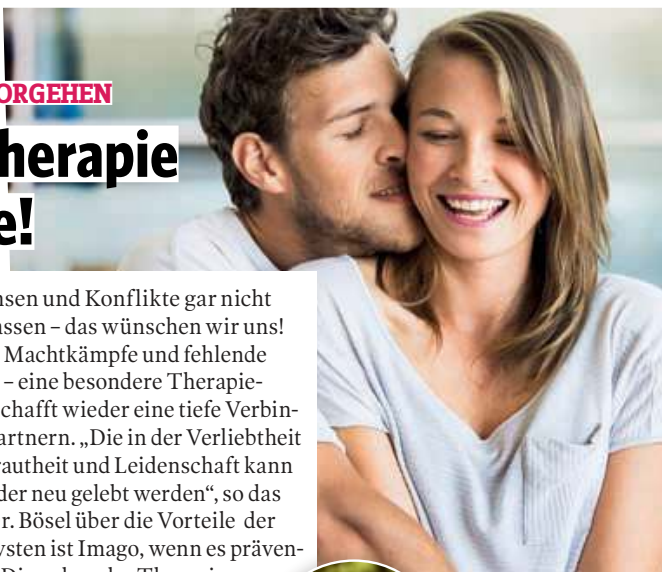 ORGEHEN
herapie
e!
nsen und Konflikte gar nicht
assen – das wünschen wir uns!
Machtkämpfe und fehlende
– eine besondere Therapie-
chafft wieder eine tiefe Verbin-
artnern. „Die in der Verliebtheit
rautheit und Leidenschaft kann
der neu gelebt werden“, so das
r. Bösel über die Vorteile der
vsten ist Imago, wenn es präven-